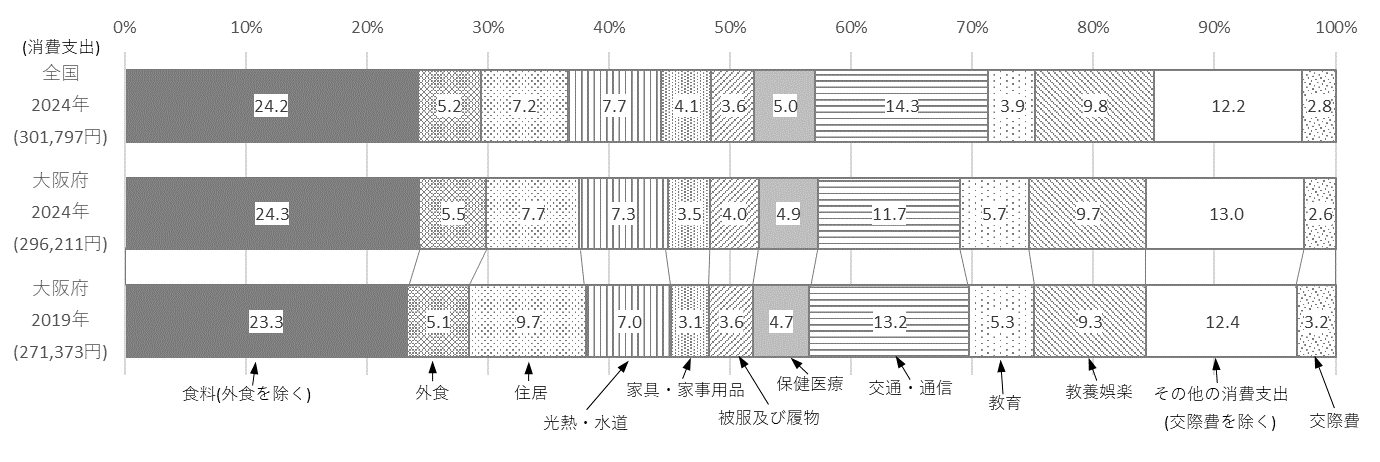 0% 10% 20% 30% 40% 50% 60% 70% 80% 90% 100%
(消費支出)
全国
2024年
(301,797円)
24.2 5.2 7.2 7.7 4.1 3.6 5.0 14.3 3.9 9.8 12.2 2.8
大阪府
2024年
(296,211円)
24.3 5.5 7.7 7.3 3.5 4.0 4.9 11.7 5.7 9.7 13.0 2.6
大阪府
2019年
(271,373円)
23.3 5.1 9.7 7.0 3.1 3.6 4.7 13.2 5.3 9.3 12.4 3.2
食料(外食を除く)
外食
住居
光熱・水道
家具・家事用品
被服及び履物
保健医療
交通・通信
教育
教養娯楽
その他の消費支出
(交際費を除く)
交際費